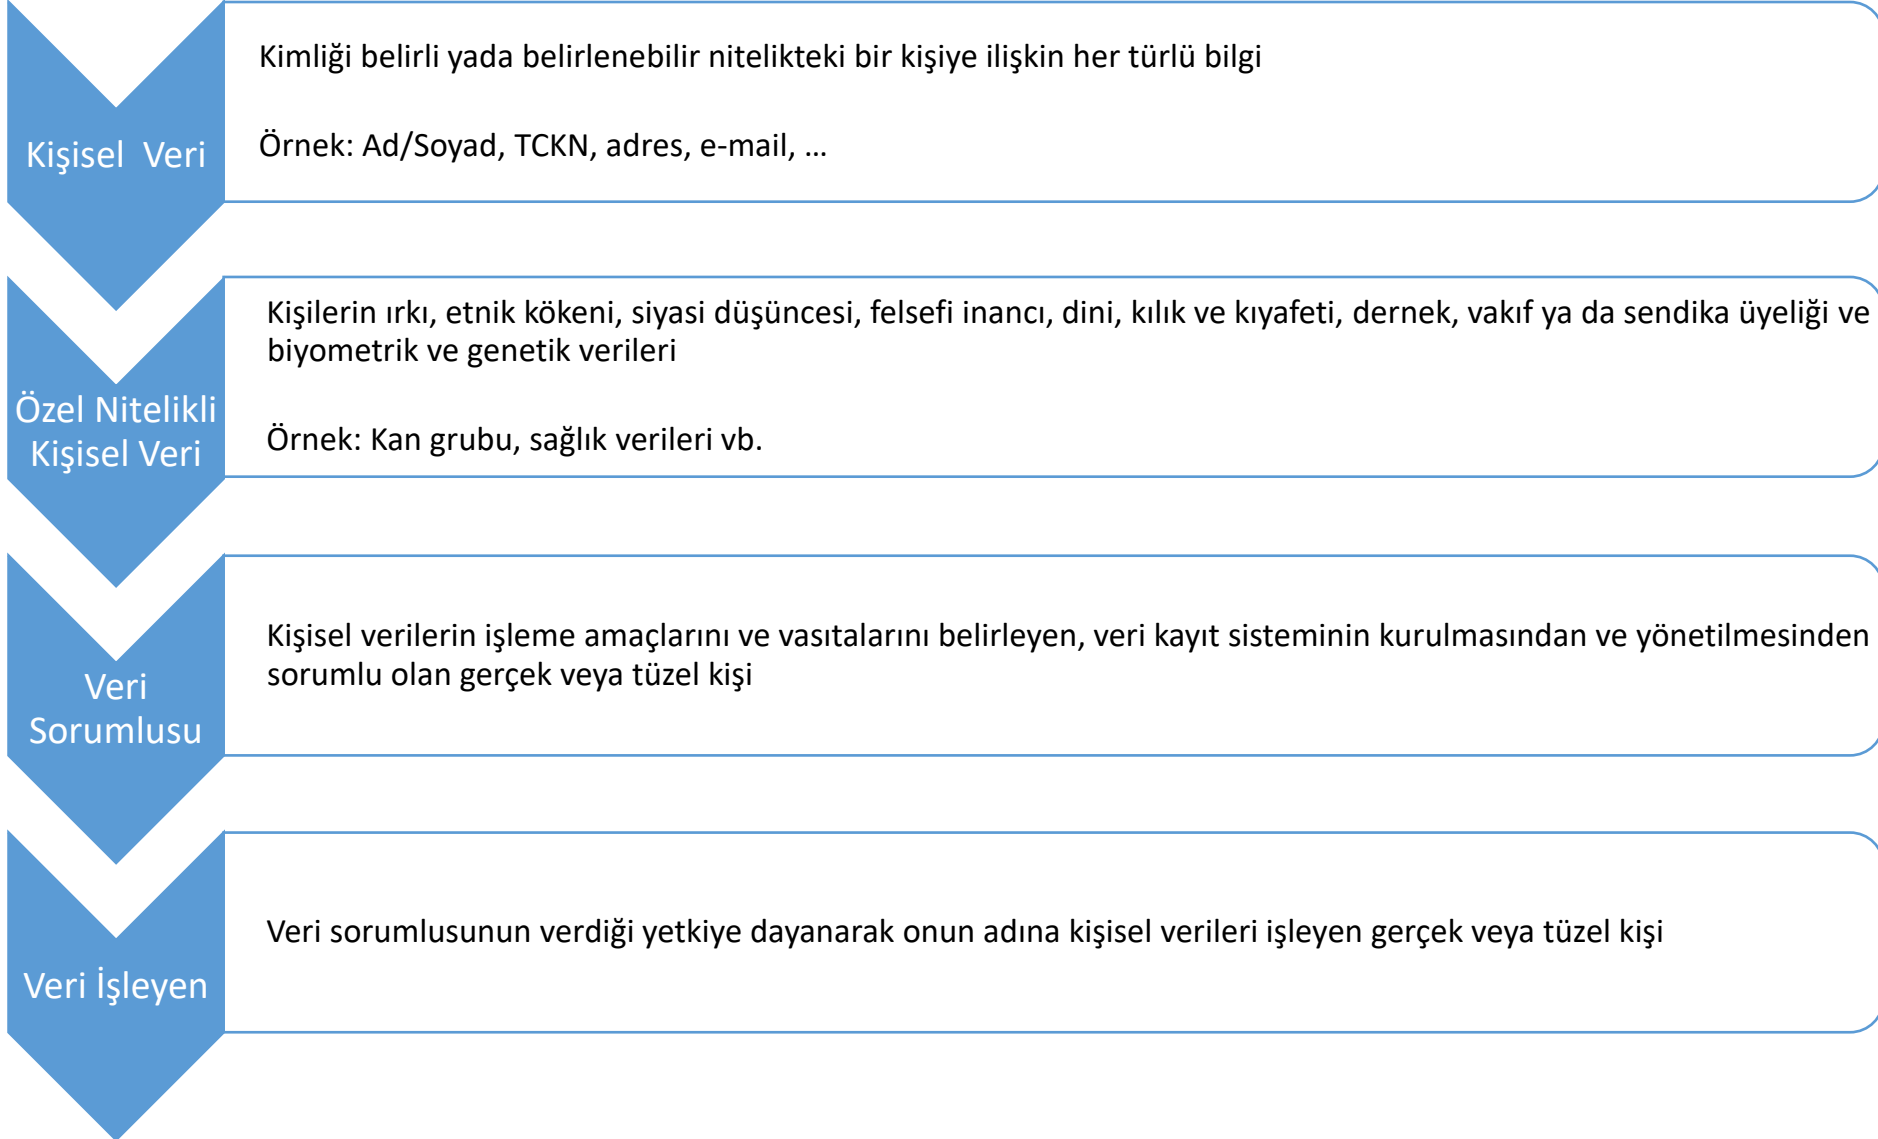 Kişisel Veri
Kimliği belirli yada belirlenebilir nitelikteki bir kişiye ilişkin her türlü bilgi
Örnek: Ad/Soyad, TCKN, adres, e-mail, …
Özel Nitelikli
Kişisel Veri
Kişilerin ırkı, etnik kökeni, siyasi düşüncesi, felsefi inancı, dini, kılık ve kıyafeti, dernek, vakıf ya da sendika üyeliği ve
biyometrik ve genetik verileri
Örnek: Kan grubu, sağlık verileri vb.
Veri
Sorumlusu
Kişisel verilerin işleme amaçlarını ve vasıtalarını belirleyen, veri kayıt sisteminin kurulmasından ve yönetilmesinden
sorumlu olan gerçek veya tüzel kişi
Veri İşleyen
Veri sorumlusunun verdiği yetkiye dayanarak onun adına kişisel verileri işleyen gerçek veya tüzel kişi